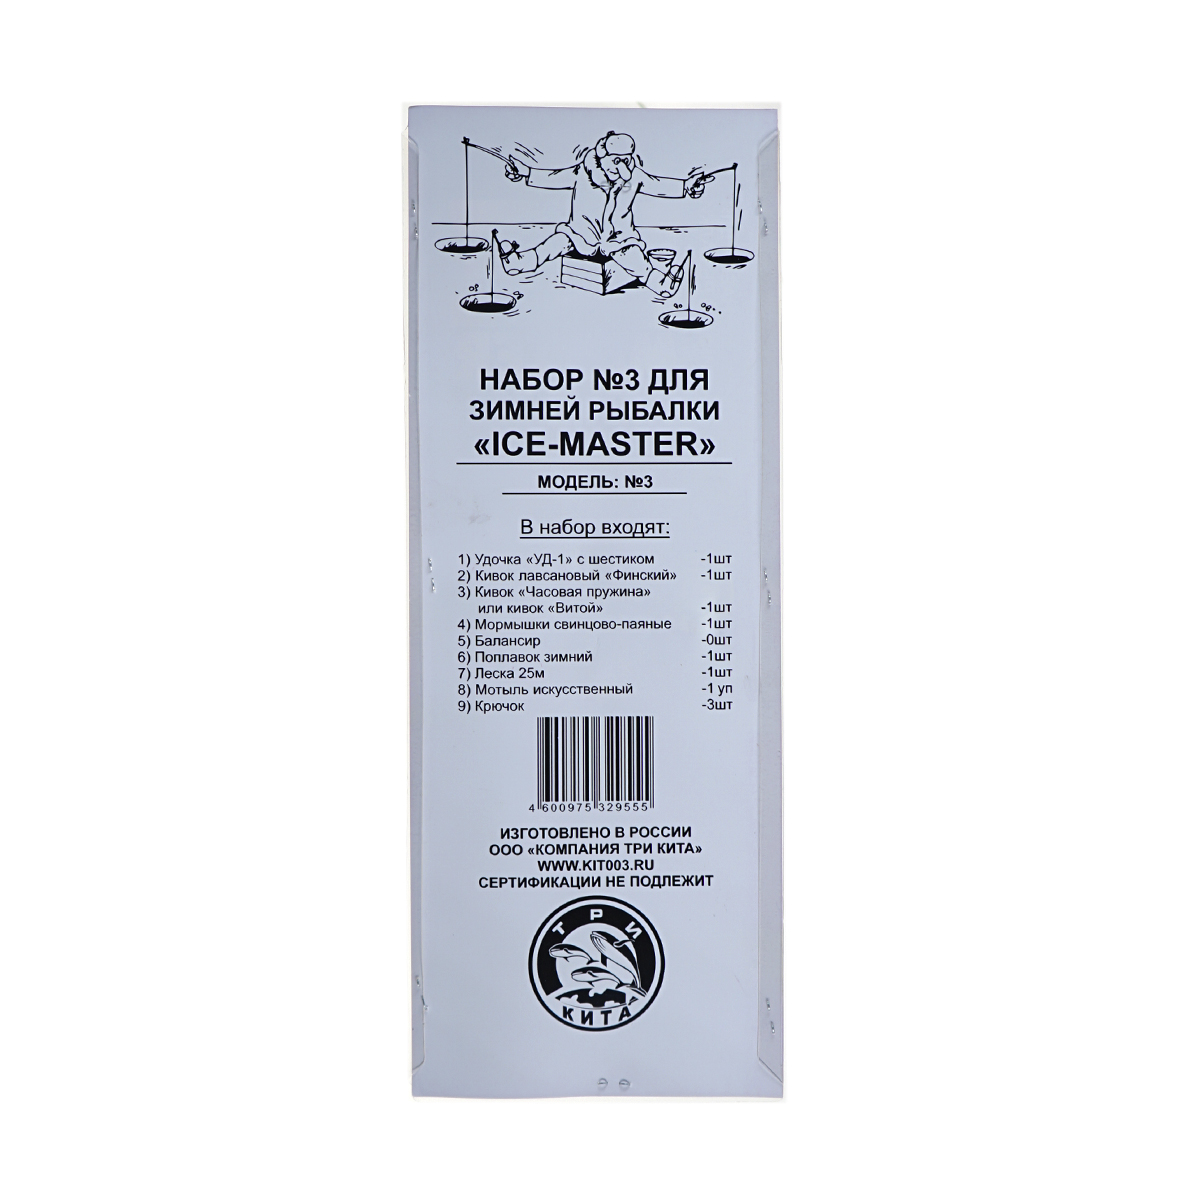 НАБОР №3 ДЛЯ
ЗИМНЕЙ РЫБАЛКИ
«ICE-MASTER»
МОДЕЛЬ: №3
В набор входят:
1) Удочка «УД-1» с шестиком -1шт
2) Кивок лавсановый «Финский» -1шт
3) Кивок «Часовая пружина»
или кивок «Витой» -1шт
4) Мормышки свинцово-паяные -1шт
5) Балансир -0шт
6) Поплавок зимний -1шт
7) Леска 25м -1шт
8) Мотыль искусственный -1 уп
9) Крючок -3шт
4 600975 329555
ИЗГОТОВЛЕНО В РОССИИ
ООО «КОМПАНИЯ ТРИ КИТА»
WWW.KIT003.RU
СЕРТИФИКАЦИИ НЕ ПОДЛЕЖИТ
ТРИ
КИТА